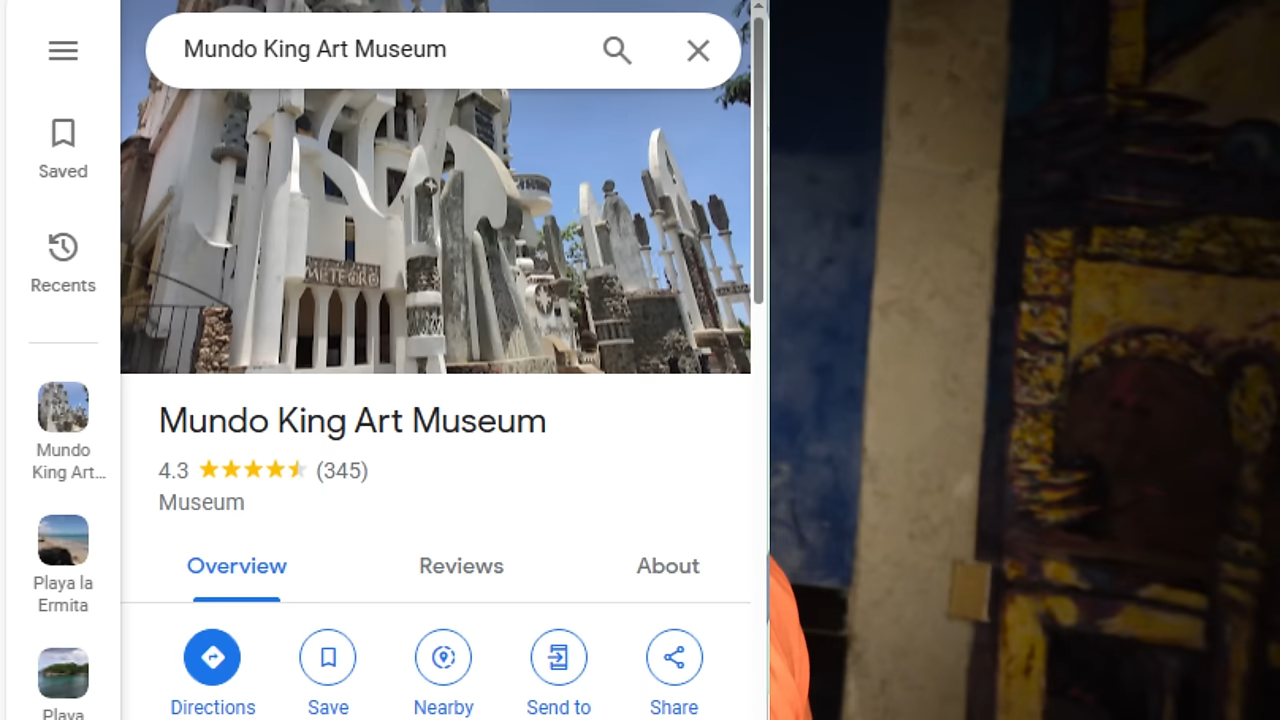 Mundo King Art Museum
Saved
Recents
Mundo
King Art...
Playa la
Ermita
Playa
METEORO
Mundo King Art Museum
4.3 (345)
Museum
Overview Reviews About
Directions Save Nearby Send to Share